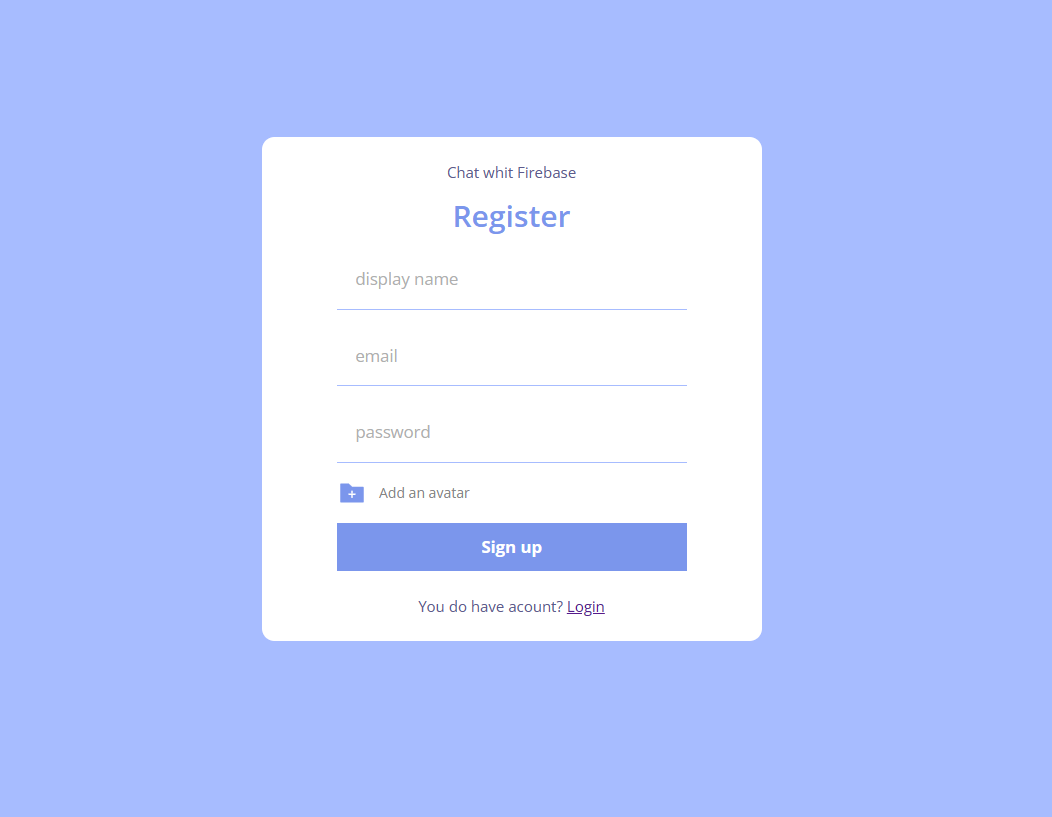 Chat whit Firebase
Register
display name
email
password
Add an avatar
Sign up
You do have acount? Login